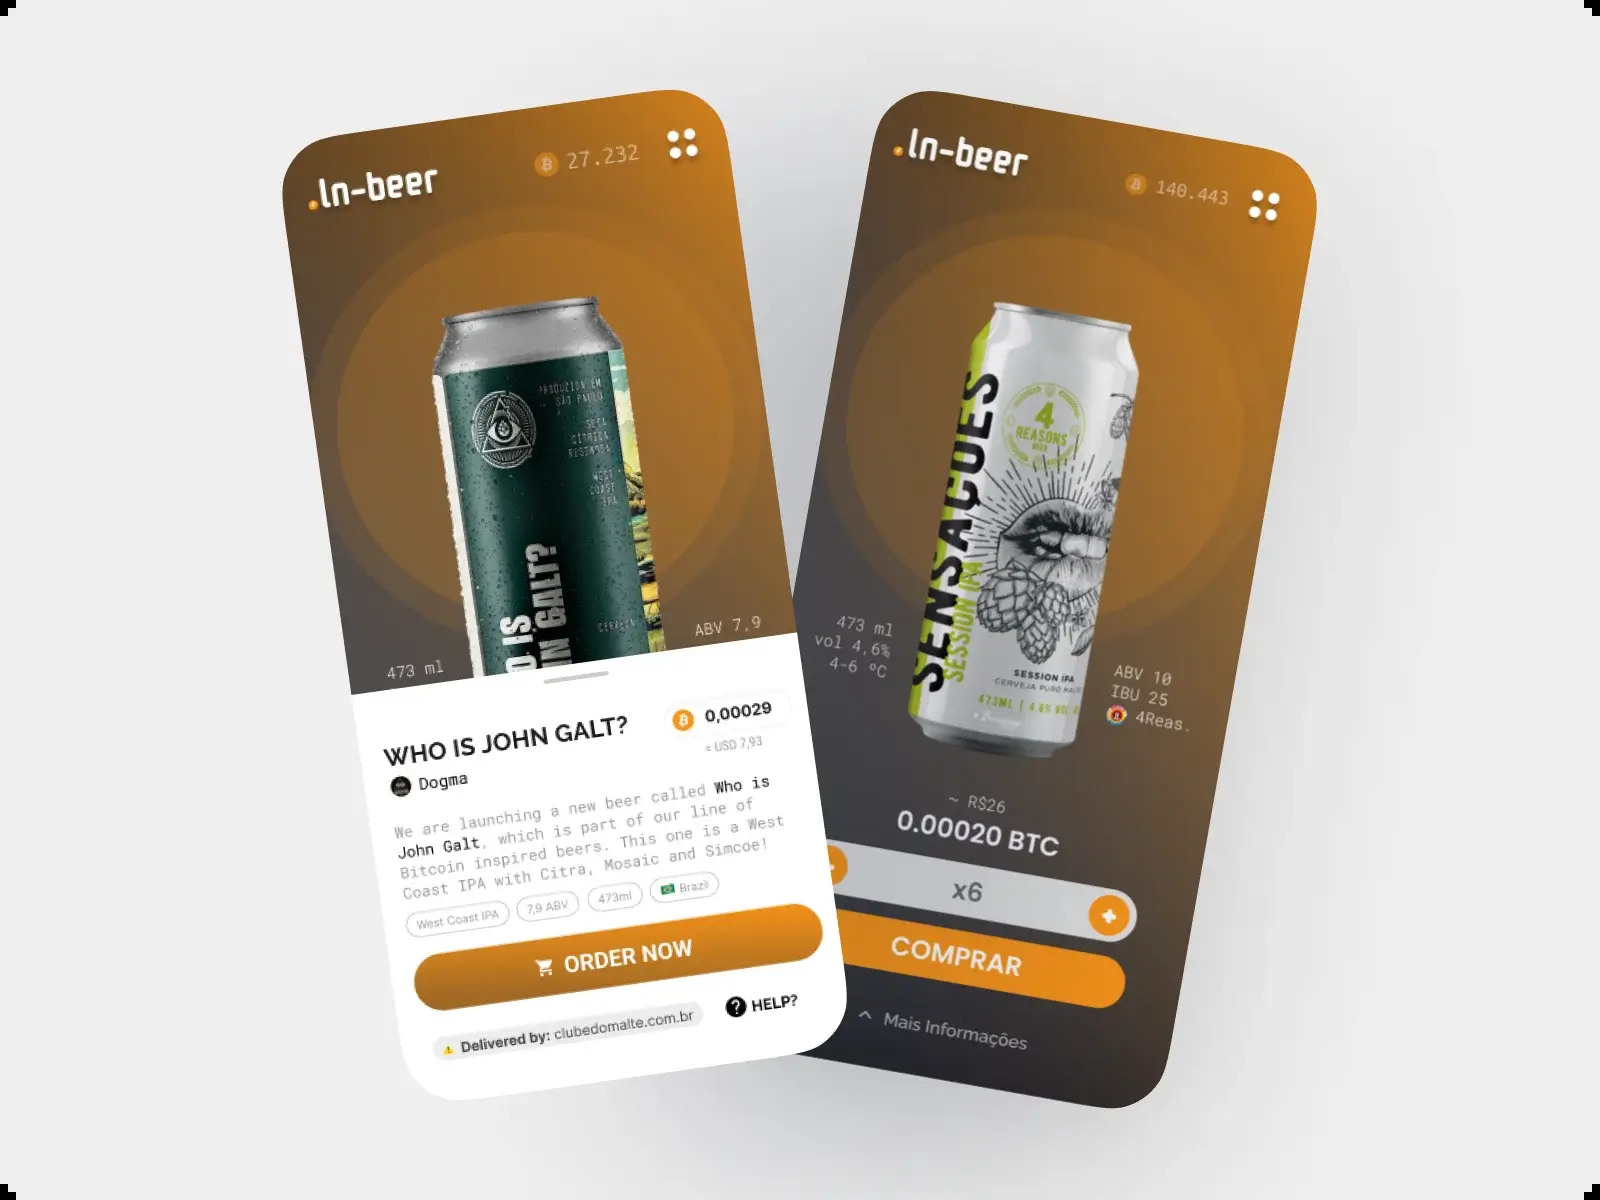 ln-beer
27.232
PRODUZIDA EM
SÃO PAULO
SECA
CÍTRICA
RESINOSA
WEST
COAST
IPA
O IS
IN GALT?
CERVEJA
473 ml
ABV 7,9
WHO IS JOHN GALT?
0,00029
≈ USD 7,93
Dogma
We are launching a new beer called Who is
John Galt, which is part of our line of
Bitcoin inspired beers. This one is a West
Coast IPA with Citra, Mosaic and Simcoe!
West Coast IPA
7,9 ABV
473ml
Brazil
ORDER NOW
Delivered by: clubedomalte.com.br
HELP?
ln-beer
140.443
4
REASONS
BEER
SENSAÇÕES
SESSION IPA
SESSION IPA
CERVEJA PURO MAL
473ML | 4.6% VOL
473 ml
vol 4,6%
4-6 ºC
ABV 10
IBU 25
4Reas.
~ R$26
0.00020 BTC
x6
COMPRAR
Mais Informações